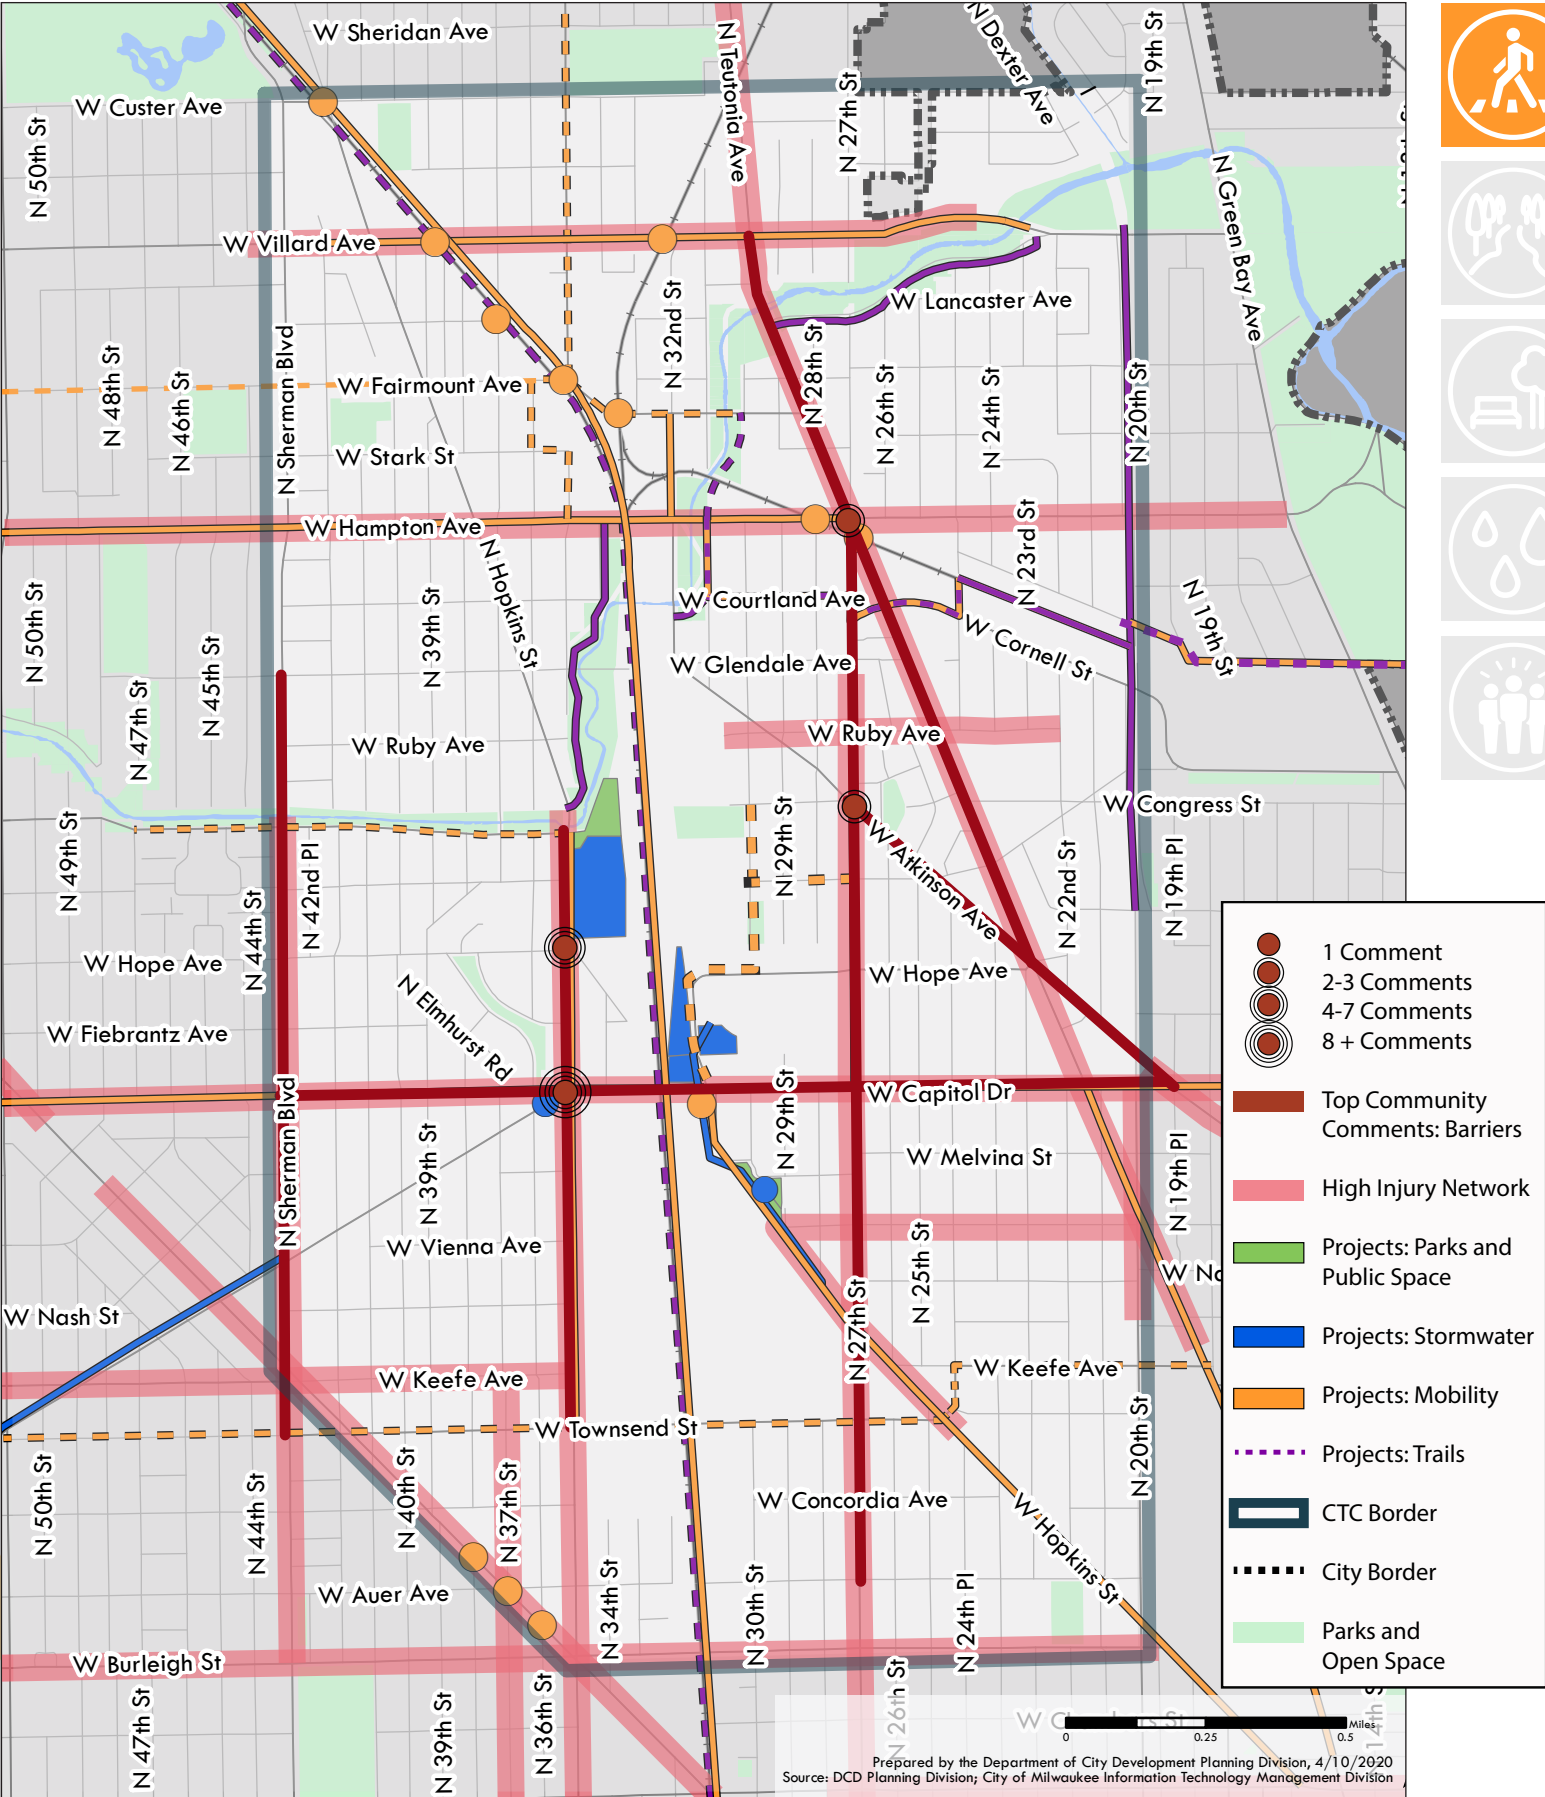 W Sheridan Ave
N Teutonia Ave
N Dexter Ave
N 19th St
W Custer Ave
N 27th St
N 50th St
N Green Bay Ave
W Villard Ave
W Lancaster Ave
N 32nd St
N 28th St
N Sherman Blvd
N 48th St
N 46th St
W Fairmount Ave
N 26th St
N 24th St
N 20th St
W Stark St
W Hampton Ave
N 23rd St
N Hopkins St
N 50th St
N 39th St
W Courtland Ave
N 19th St
W Cornell St
N 45th St
W Glendale Ave
N 47th St
W Ruby Ave
W Ruby Ave
W Congress St
N 49th St
N 42nd Pl
N 29th St
W Atkinson Ave
N 22nd St
N 19th Pl
N 44th St
W Hope Ave
W Hope Ave
N Elmhurst Rd
W Fiebrantz Ave
N Sherman Blvd
W Capitol Dr
N 29th St
N 39th St
W Melvina St
N 19th Pl
W Vienna Ave
N 25th St
W Nash St
N 27th St
W Keefe Ave
W Keefe Ave
W Townsend St
N 20th St
N 50th St
N 44th St
N 40th St
N 37th St
W Concordia Ave
W Hopkins St
W Auer Ave
N 34th St
N 30th St
N 24th Pl
W Burleigh St
N 47th St
N 39th St
N 36th St
N 26th St
1 Comment
2-3 Comments
4-7 Comments
8 + Comments
Top Community
Comments: Barriers
High Injury Network
Projects: Parks and
Public Space
Projects: Stormwater
Projects: Mobility
Projects: Trails
CTC Border
City Border
Parks and
Open Space
Miles
0 0.25 0.5
Prepared by the Department of City Development Planning Division, 4/10/2020
Source: DCD Planning Division; City of Milwaukee Information Technology Management Division